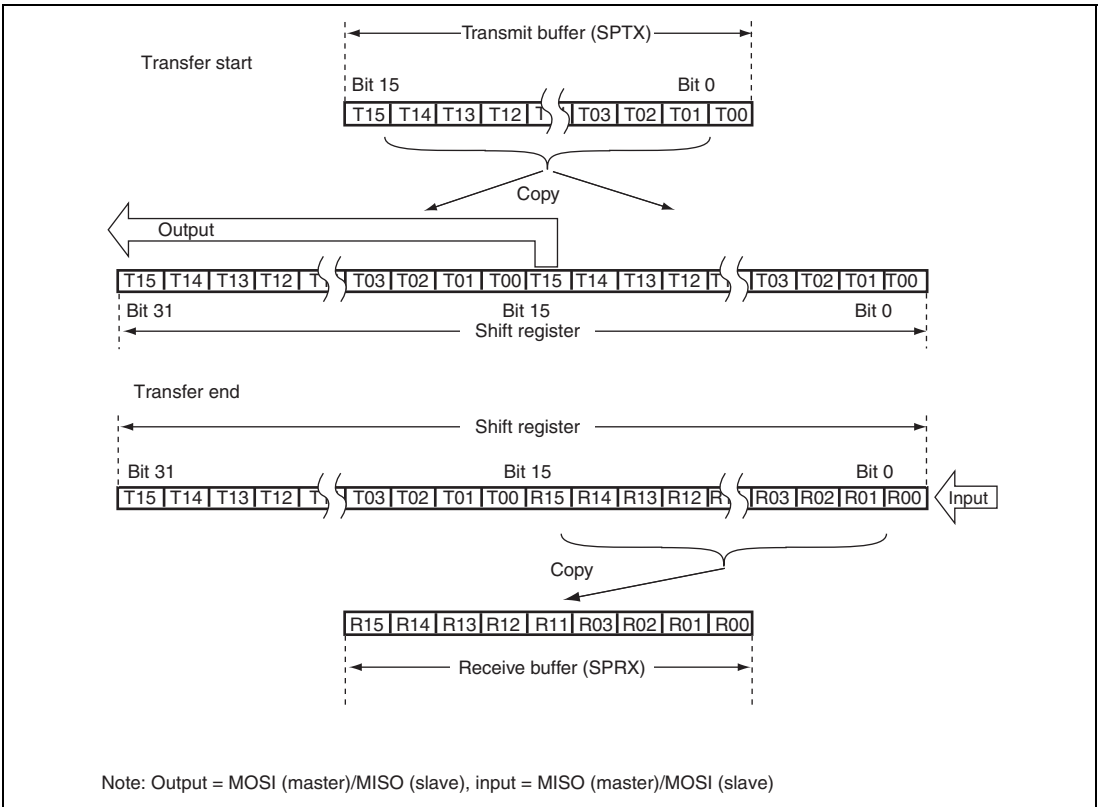 Transmit buffer (SPTX)
Transfer start
Bit 15 Bit 0
T15 T14 T13 T12 T03 T02 T01 T00
Copy
Output
T15 T14 T13 T12 T03 T02 T01 T00 T15 T14 T13 T12 T03 T02 T01 T00
Bit 31 Bit 15 Bit 0
Shift register
Transfer end
Shift register
Bit 31 Bit 15 Bit 0
T15 T14 T13 T12 T03 T02 T01 T00 R15 R14 R13 R12 R03 R02 R01 R00 Input
Copy
R15 R14 R13 R12 R11 R03 R02 R01 R00
Receive buffer (SPRX)
Note: Output = MOSI (master)/MISO (slave), input = MISO (master)/MOSI (slave)